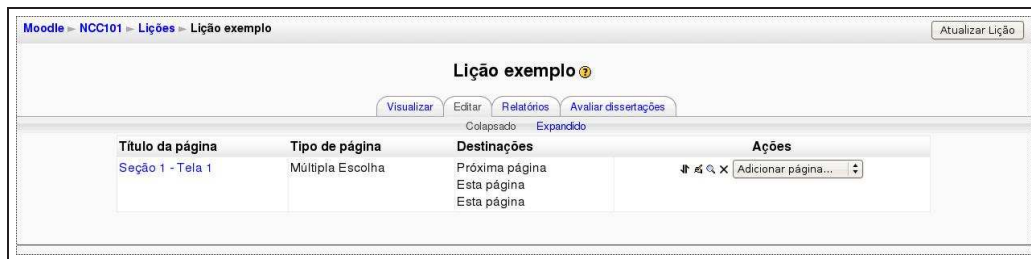 Moodle ► NCC101 ► Lições ► Lição exemplo
Atualizar Lição
Lição exemplo
Visualizar Editar Relatórios Avaliar dissertações
Colapsado Expandido
Título da página Tipo de página Destinações Ações
Seção 1 - Tela 1 Múltipla Escolha Próxima página Adicionar página...
Esta página
Esta página